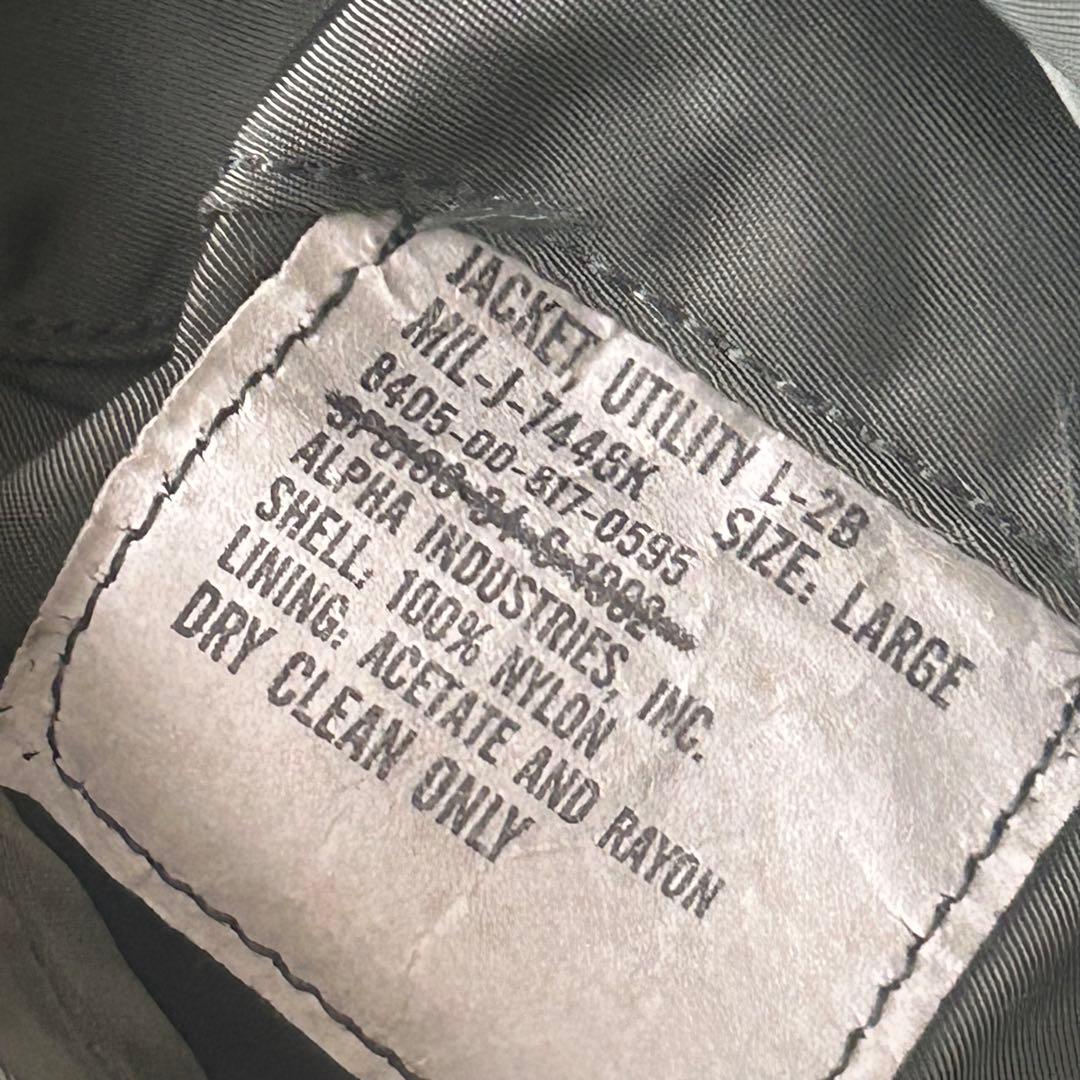 JACKET, UTILITY L-2B
MIL-J-7448K SIZE: LARGE
8405-00-817-0595
ALPHA INDUSTRIES, INC.
SHELL: 100% NYLON
LINING: ACETATE AND RAYON
DRY CLEAN ONLY